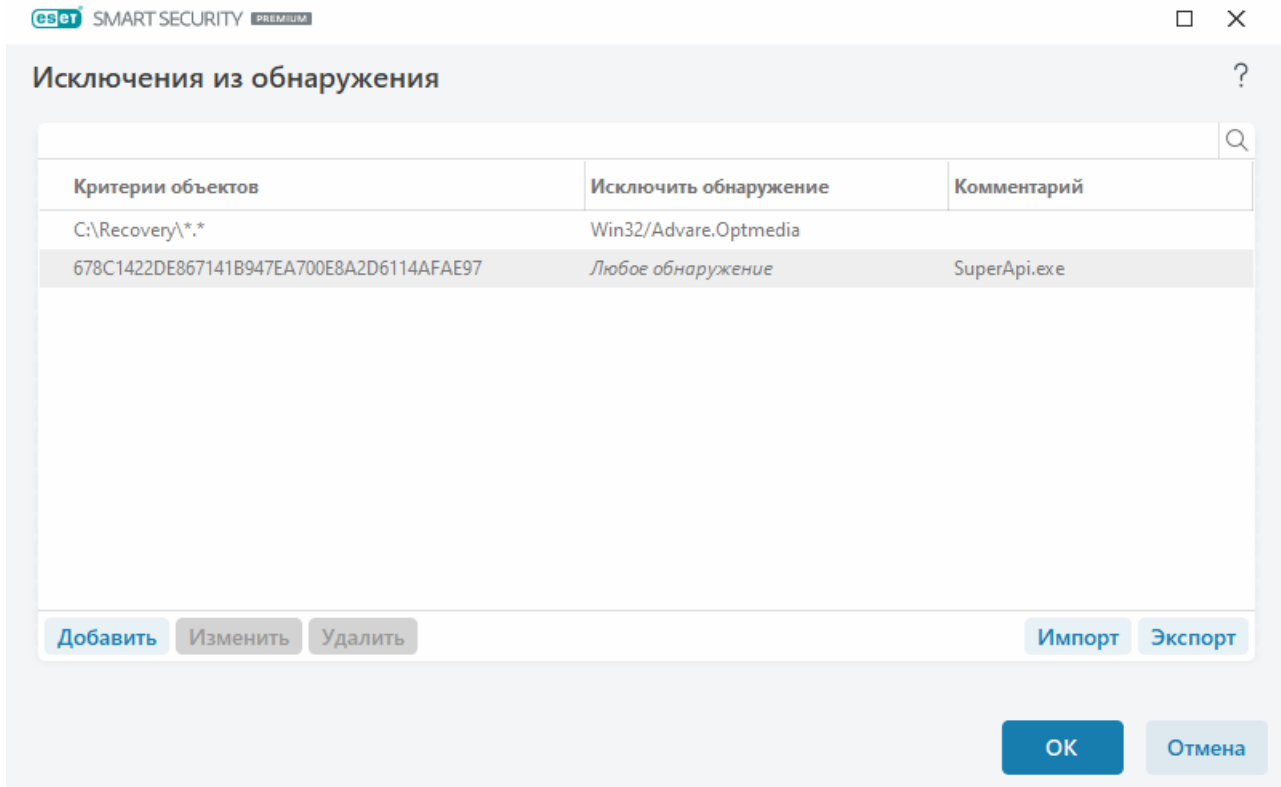 eset SMART SECURITY PREMIUM
Исключения из обнаружения
?
Критерии объектов Исключить обнаружение Комментарий
C:\Recovery\*.* Win32/Advare.Optmedia
678C1422DE867141B947EA700E8A2D6114AFAE97 Любое обнаружение SuperApi.exe
Добавить Изменить Удалить Импорт Экспорт
ОК Отмена